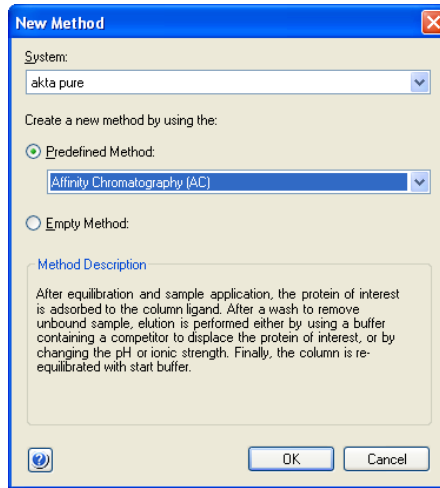 New Method
System:
akta pure
Create a new method by using the:
Predefined Method:
Affinity Chromatography (AC)
Empty Method:
Method Description
After equilibration and sample application, the protein of interest
is adsorbed to the column ligand. After a wash to remove
unbound sample, elution is performed either by using a buffer
containing a competitor to displace the protein of interest, or by
changing the pH or ionic strength. Finally, the column is re-
equilibrated with start buffer.
OK
Cancel